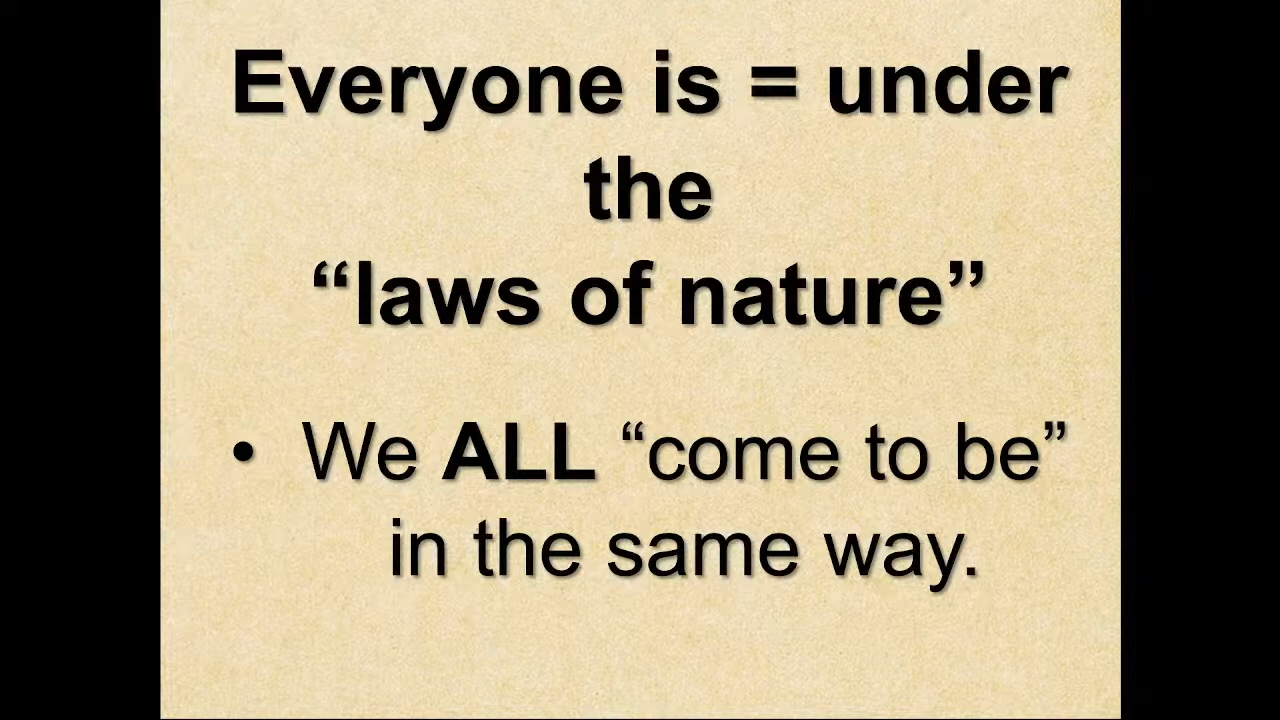 Everyone is = under
the
“laws of nature”
• We ALL “come to be”
in the same way.